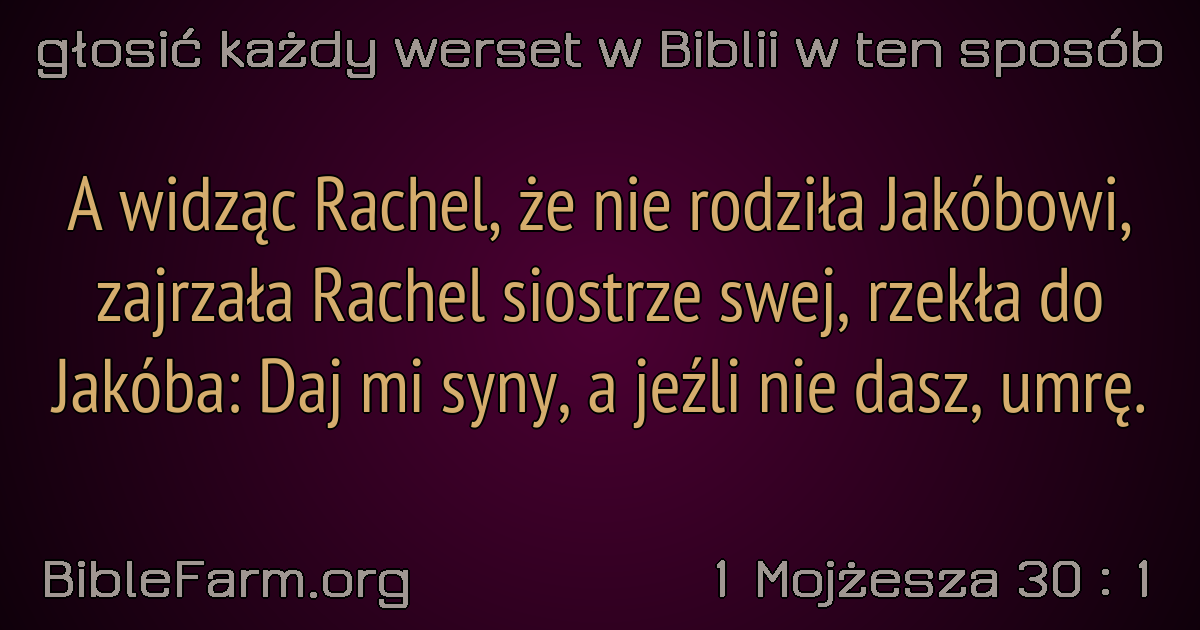 głosić każdy werset w Biblii w ten sposób
A widząc Rachel, że nie rodziła Jakóbowi,
zajrzała Rachel siostrze swej, rzekła do
Jakóba: Daj mi syny, a jeźli nie dasz, umrę.
BibleFarm.org
1 Mojżesza 30 : 1